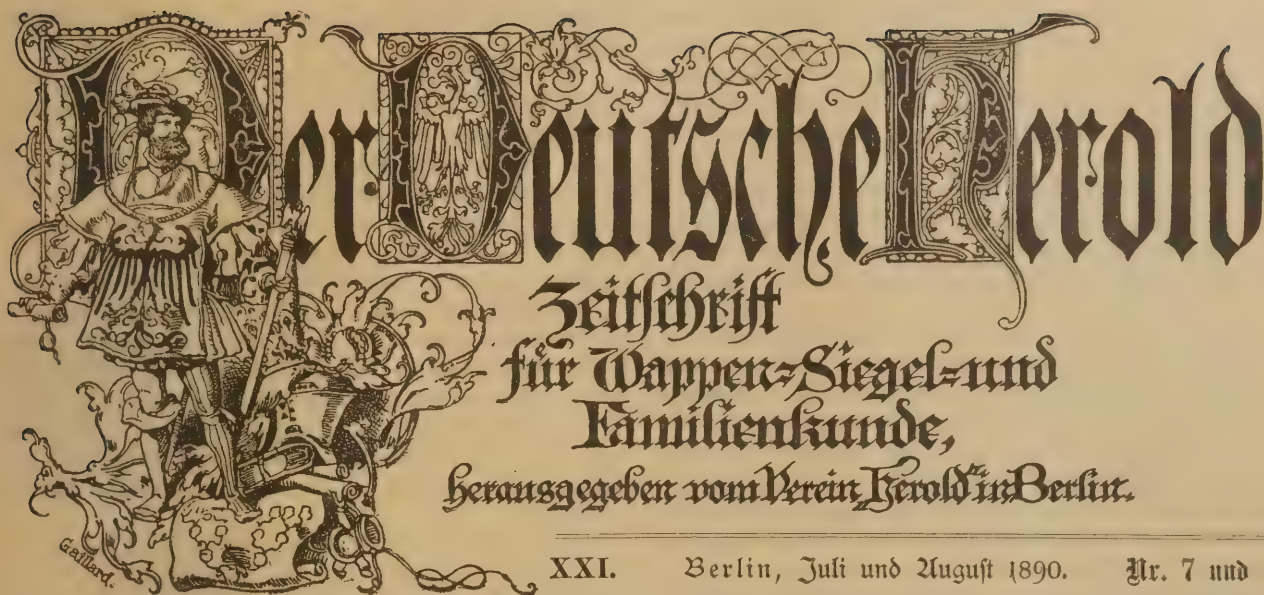 Der Deutsche Herold
Zeitschrift
für Wappen-Siegel-und
Familienkunde,
herausgegeben vom Verein „Herold“ in Berlin.
Gaillard.
XXI. Berlin, Juli und August 1890. Nr. 7 und